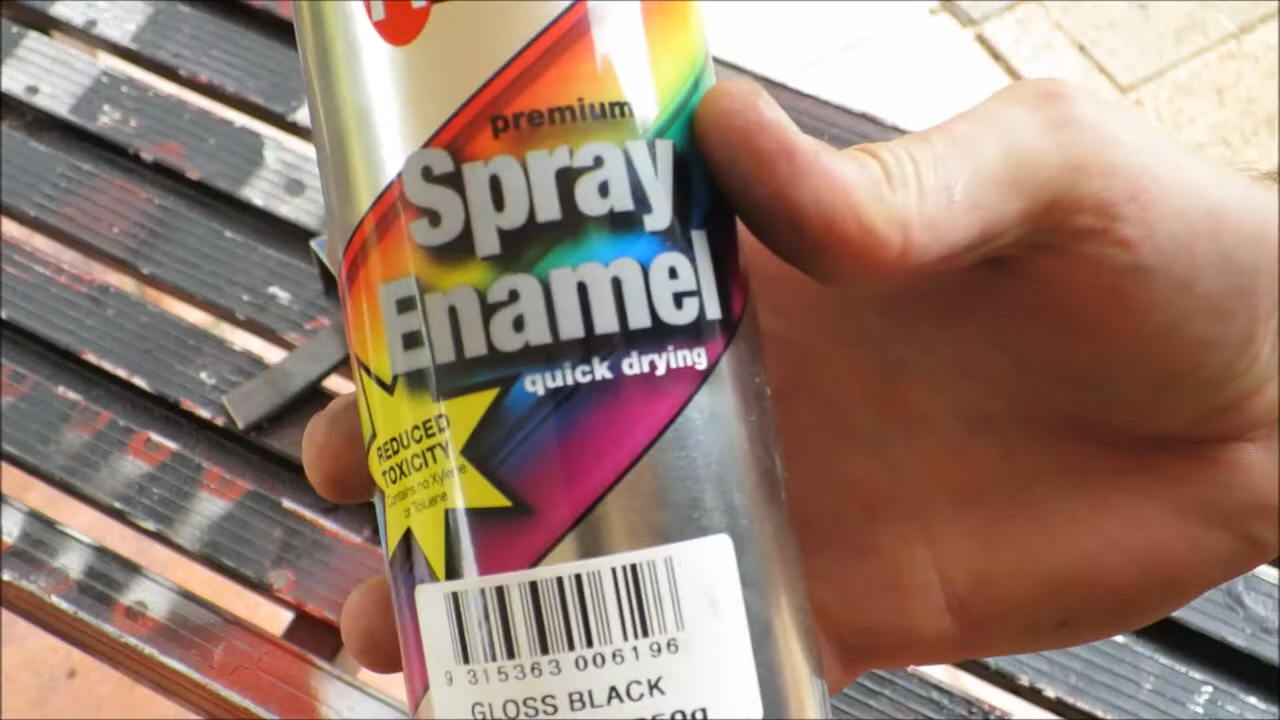 premium
Spray
Enamel
quick drying
REDUCED
TOXICITY
Contains no Xylene
or Toluene
9 315363 006196
GLOSS BLACK